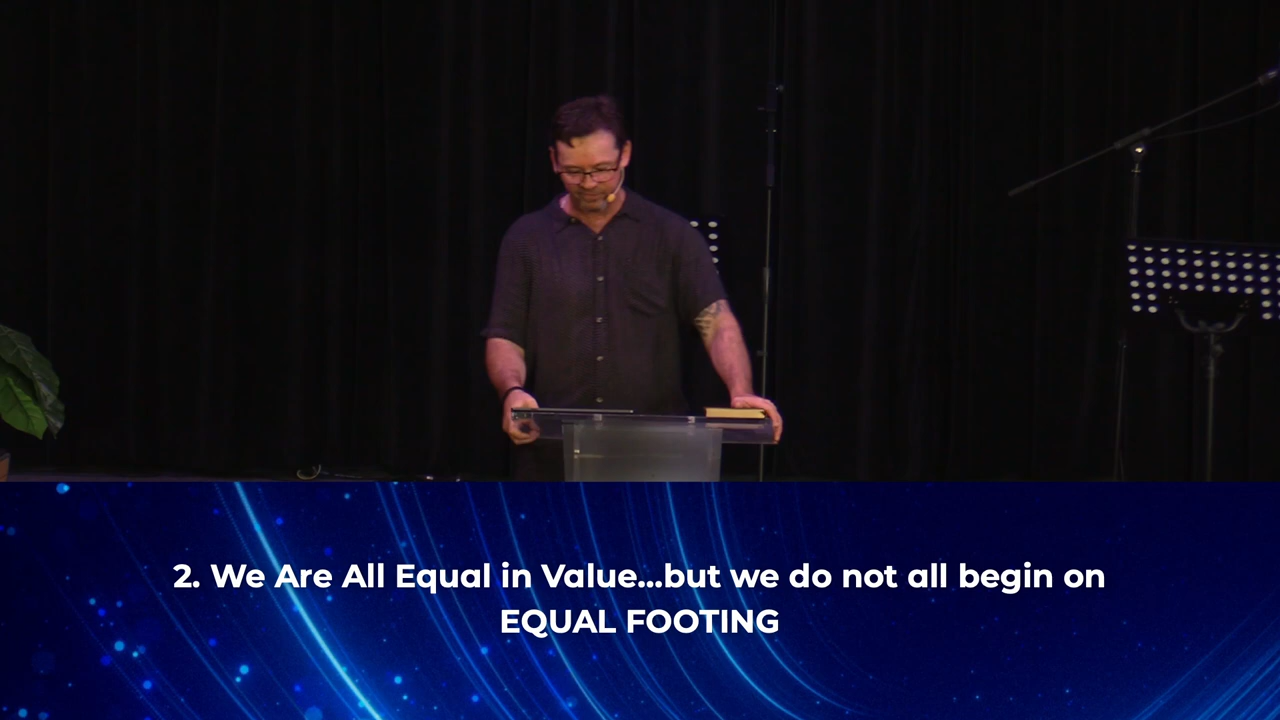 2. We Are All Equal in Value...but we do not all begin on
EQUAL FOOTING